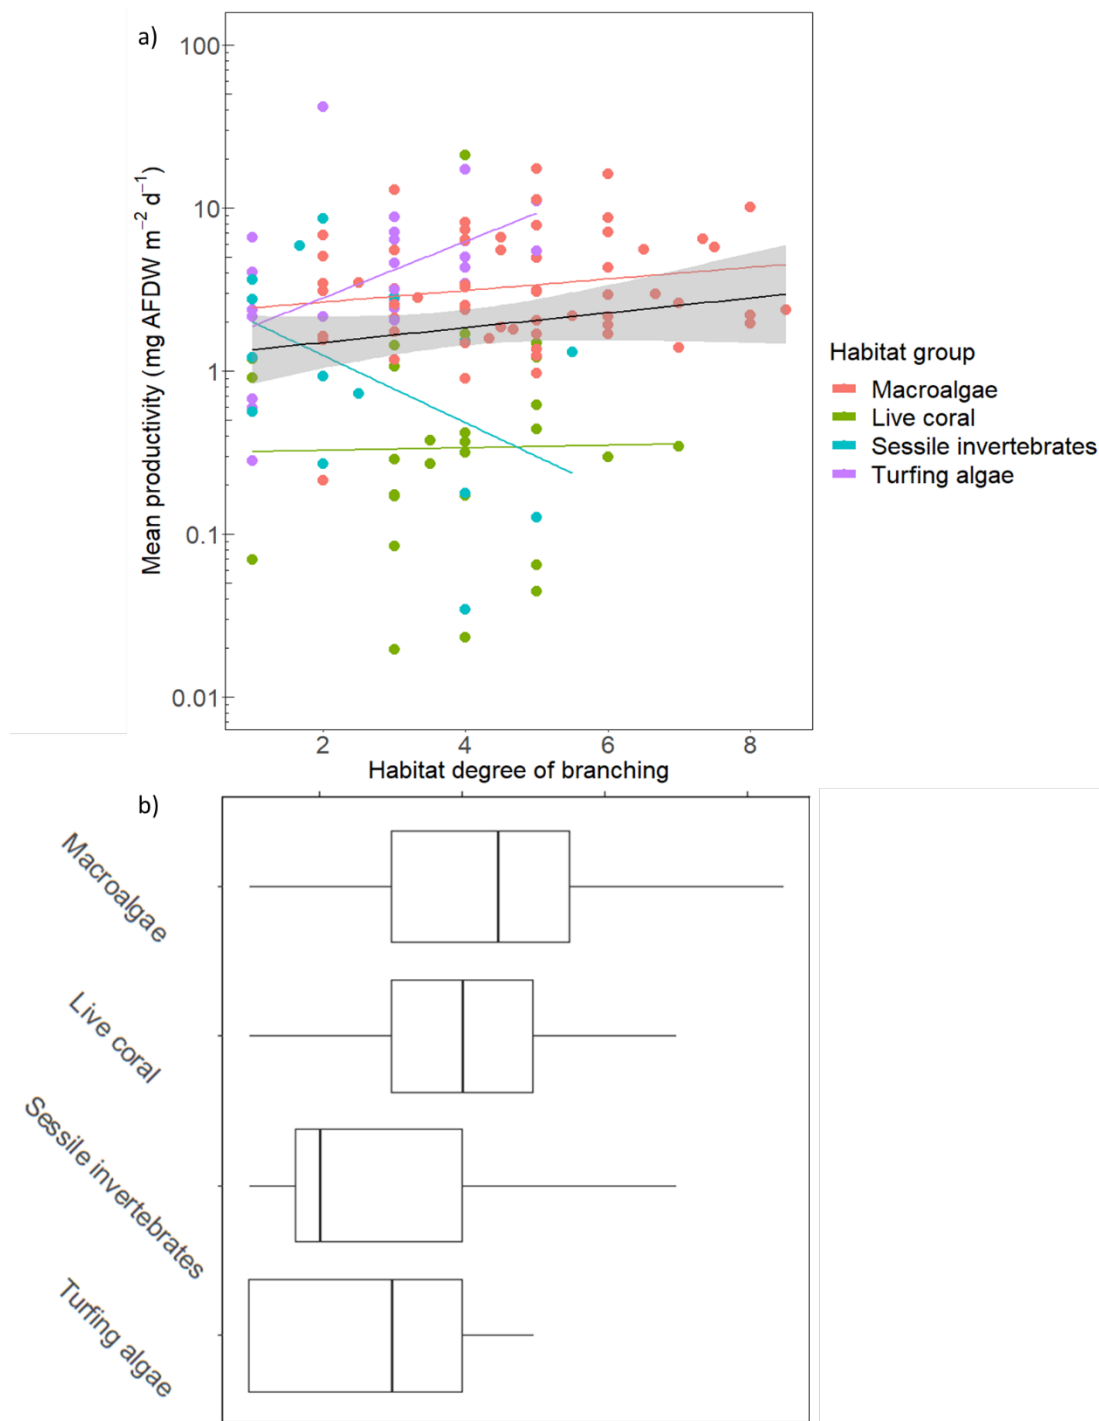 a)
Mean productivity (mg AFDW m⁻² d⁻¹)
100
10
1
0.1
0.01
2 4 6 8
Habitat degree of branching
Habitat group
Macroalgae
Live coral
Sessile invertebrates
Turfing algae
b)
Macroalgae
Live coral
Sessile invertebrates
Turfing algae